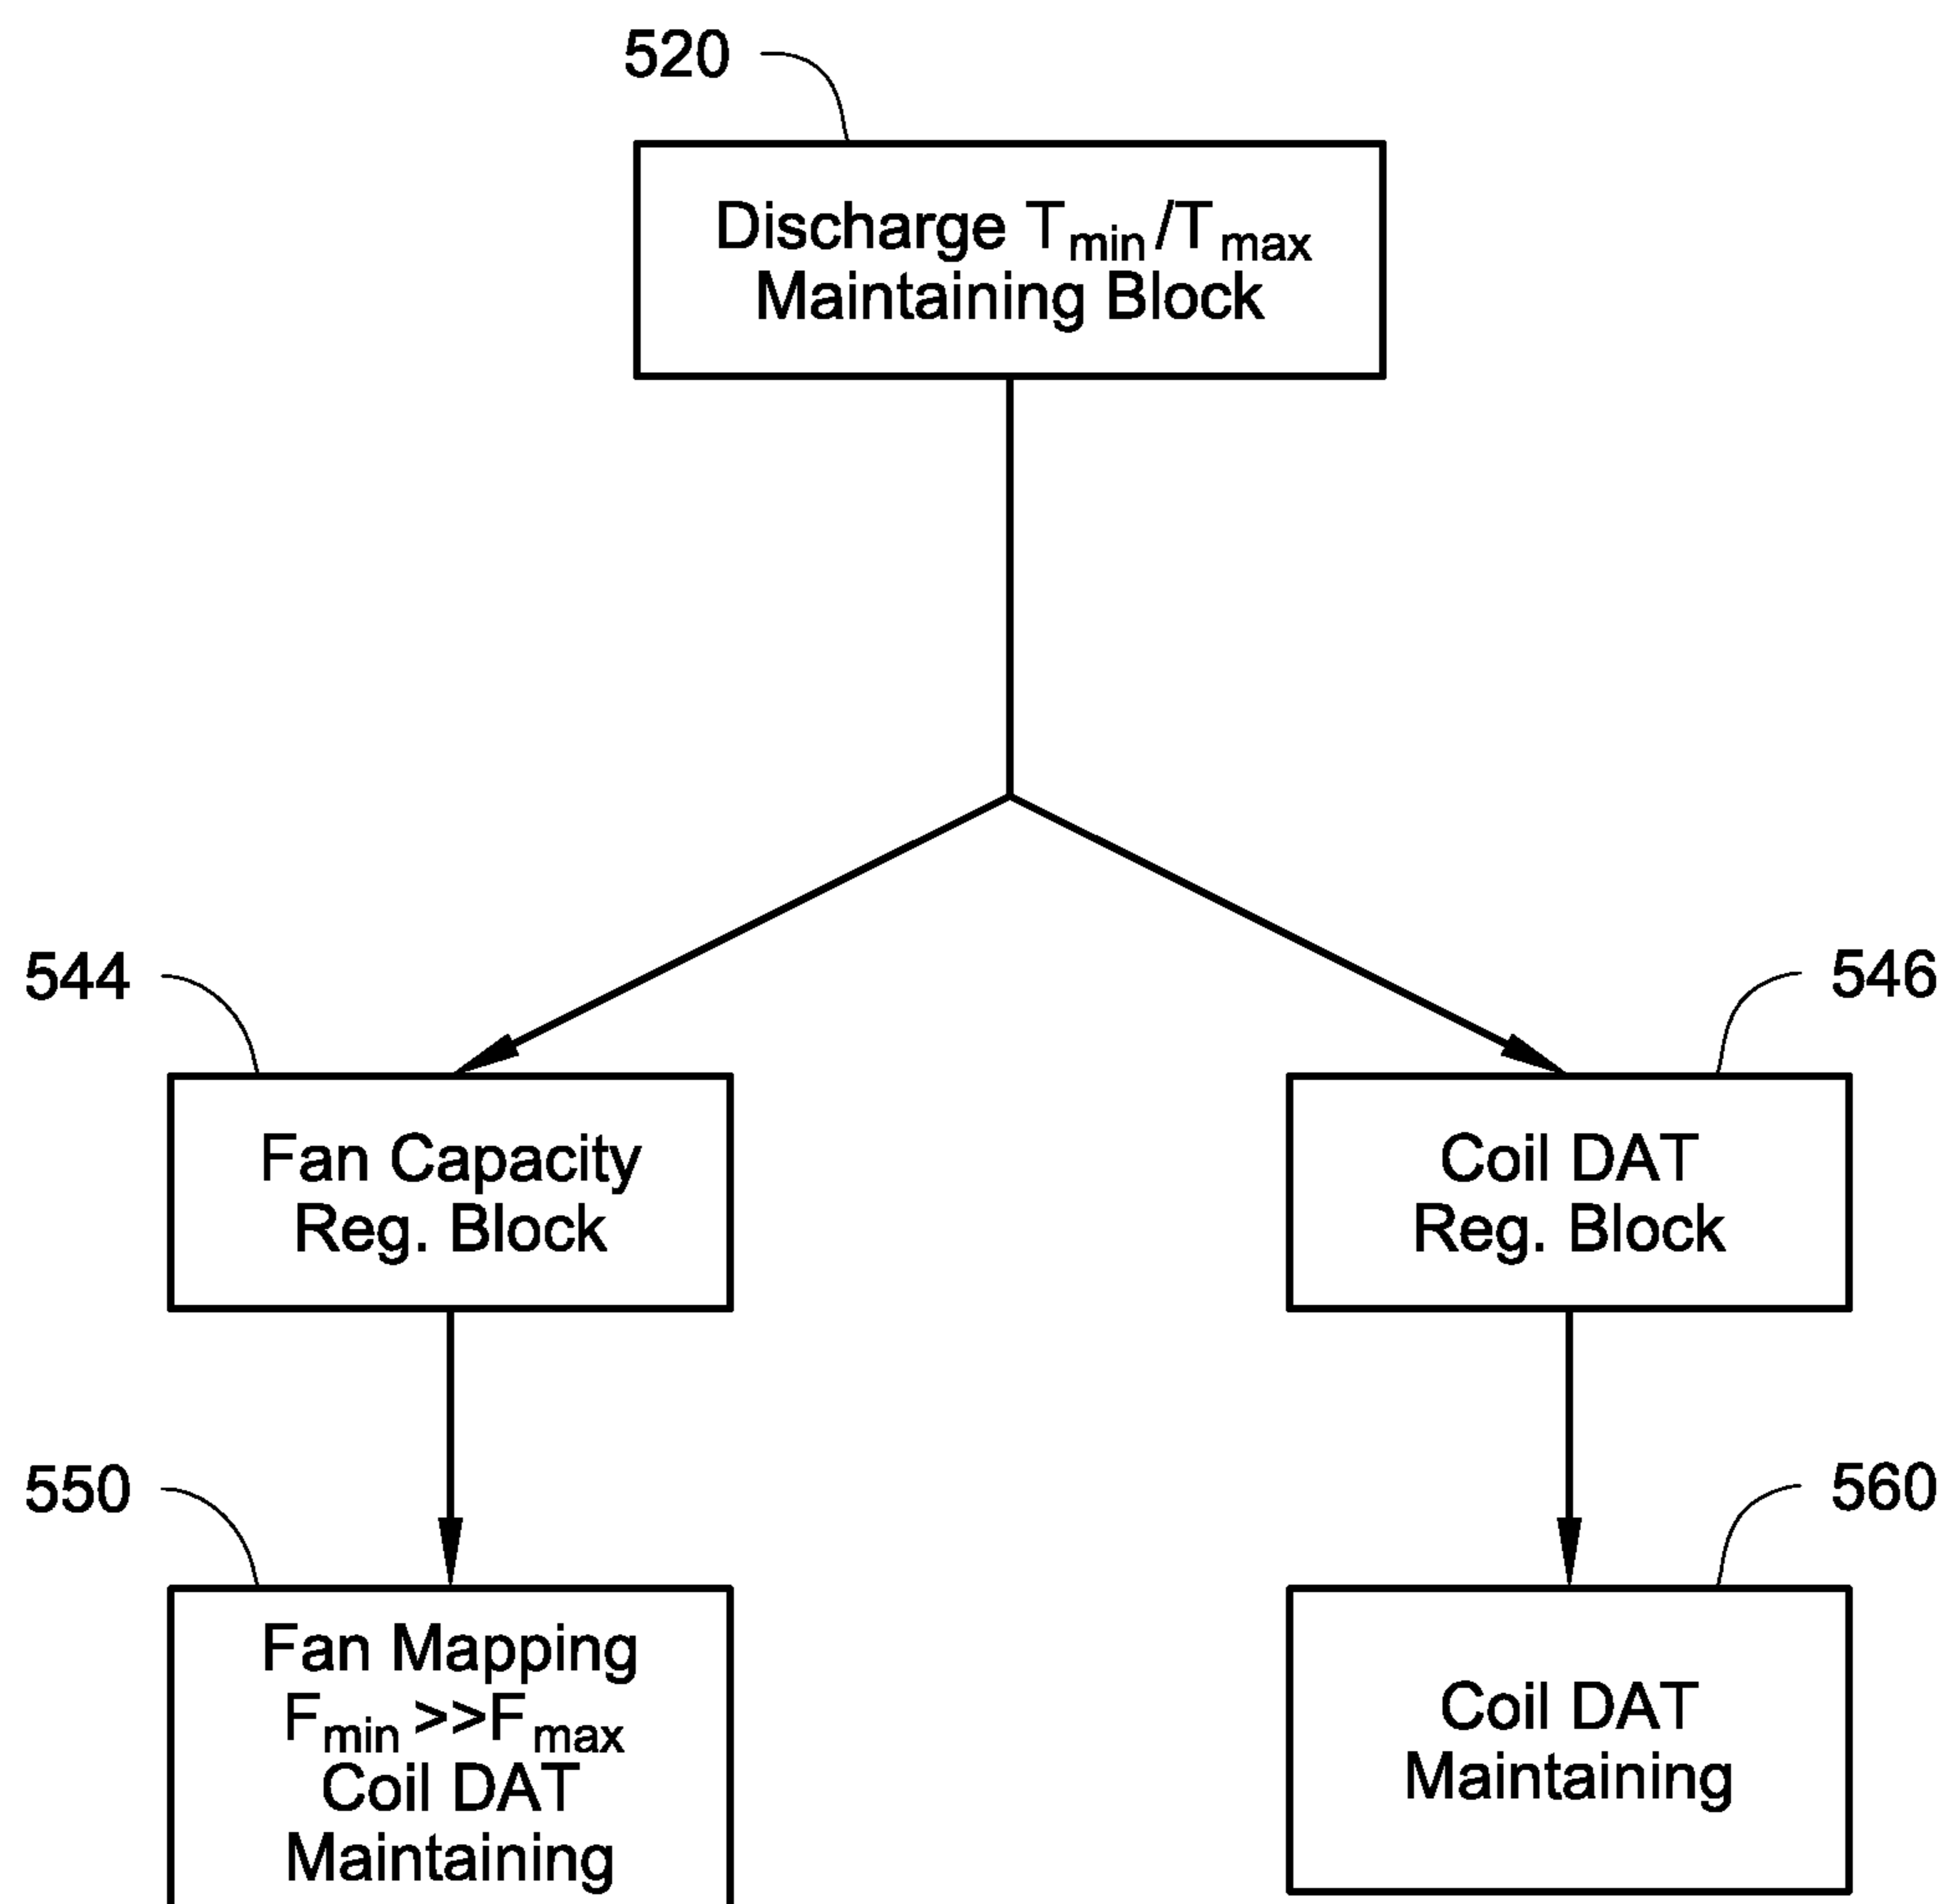 520
Discharge Tmin/Tmax
Maintaining Block
544
546
Fan Capacity
Reg. Block
Coil DAT
Reg. Block
550
560
Fan Mapping
Fmin >>Fmax
Coil DAT
Maintaining
Coil DAT
Maintaining